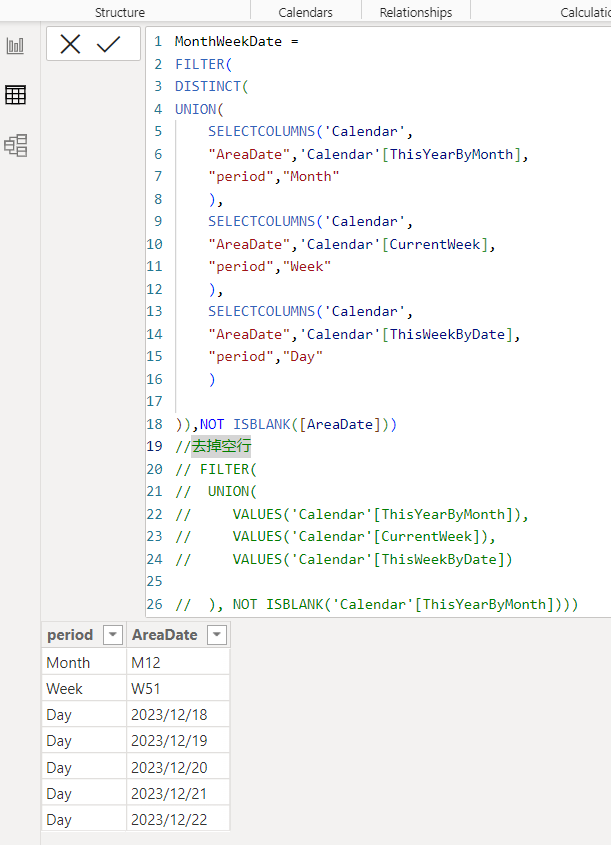 Structure Calendars Relationships Calculatio
1 MonthWeekDate =
2 FILTER(
3 DISTINCT(
4 UNION(
5 SELECTCOLUMNS('Calendar',
6 "AreaDate",'Calendar'[ThisYearByMonth],
7 "period","Month"
8 ),
9 SELECTCOLUMNS('Calendar',
10 "AreaDate",'Calendar'[CurrentWeek],
11 "period","Week"
12 ),
13 SELECTCOLUMNS('Calendar',
14 "AreaDate",'Calendar'[ThisWeekByDate],
15 "period","Day"
16 )
17
18 )),NOT ISBLANK([AreaDate]))
19 //去掉空行
20 // FILTER(
21 //  UNION(
22 //     VALUES('Calendar'[ThisYearByMonth]),
23 //     VALUES('Calendar'[CurrentWeek]),
24 //     VALUES('Calendar'[ThisWeekByDate])
25
26 //  ), NOT ISBLANK('Calendar'[ThisYearByMonth])))
period AreaDate
Month M12
Week W51
Day 2023/12/18
Day 2023/12/19
Day 2023/12/20
Day 2023/12/21
Day 2023/12/22